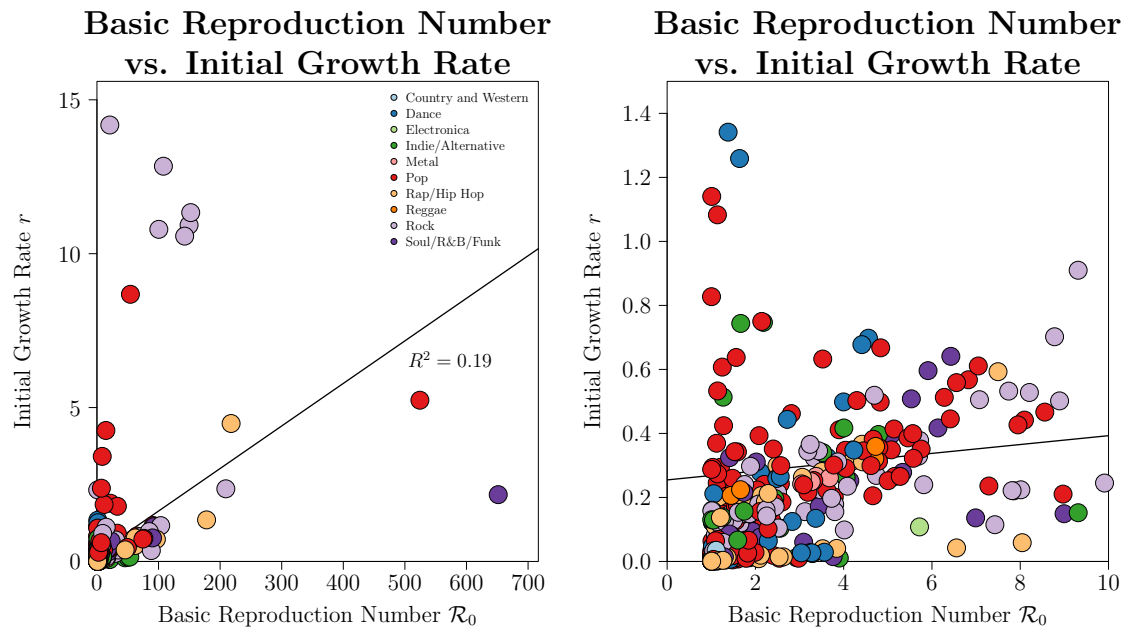 Basic Reproduction Number
vs. Initial Growth Rate
15
10
5
0
Initial Growth Rate r
Country and Western
Dance
Electronica
Indie/Alternative
Metal
Pop
Rap/Hip Hop
Reggae
Rock
Soul/R&B/Funk
R² = 0.19
0 100 200 300 400 500 600 700
Basic Reproduction Number 𝓡₀
Basic Reproduction Number
vs. Initial Growth Rate
1.4
1.2
1.0
0.8
0.6
0.4
0.2
0.0
Initial Growth Rate r
0 2 4 6 8 10
Basic Reproduction Number 𝓡₀